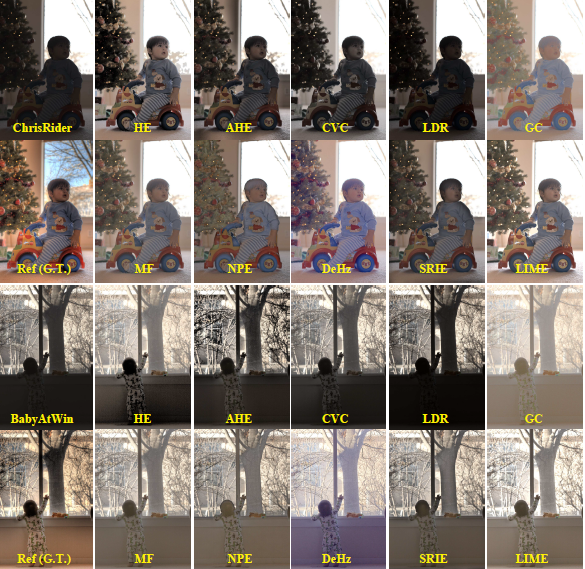 ChrisRider HE AHE CVC LDR GC
Ref (G.T.) MF NPE DeHz SRIE LIME
BabyAtWin HE AHE CVC LDR GC
Ref (G.T.) MF NPE DeHz SRIE LIME